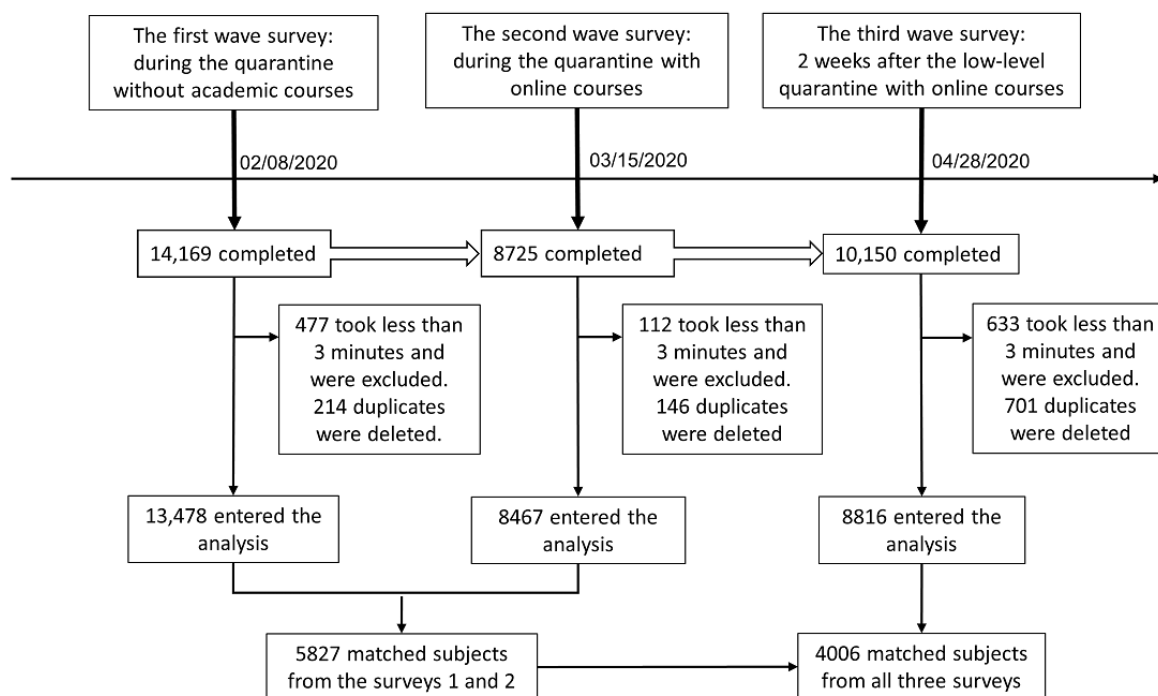 The first wave survey:
during the quarantine
without academic courses
The second wave survey:
during the quarantine with
online courses
The third wave survey:
2 weeks after the low-level
quarantine with online courses
02/08/2020
03/15/2020
04/28/2020
14,169 completed
8725 completed
10,150 completed
477 took less than
3 minutes and
were excluded.
214 duplicates
were deleted.
112 took less than
3 minutes and
were excluded.
146 duplicates
were deleted
633 took less than
3 minutes and
were excluded.
701 duplicates
were deleted
13,478 entered the
analysis
8467 entered the
analysis
8816 entered the
analysis
5827 matched subjects
from the surveys 1 and 2
4006 matched subjects
from all three surveys